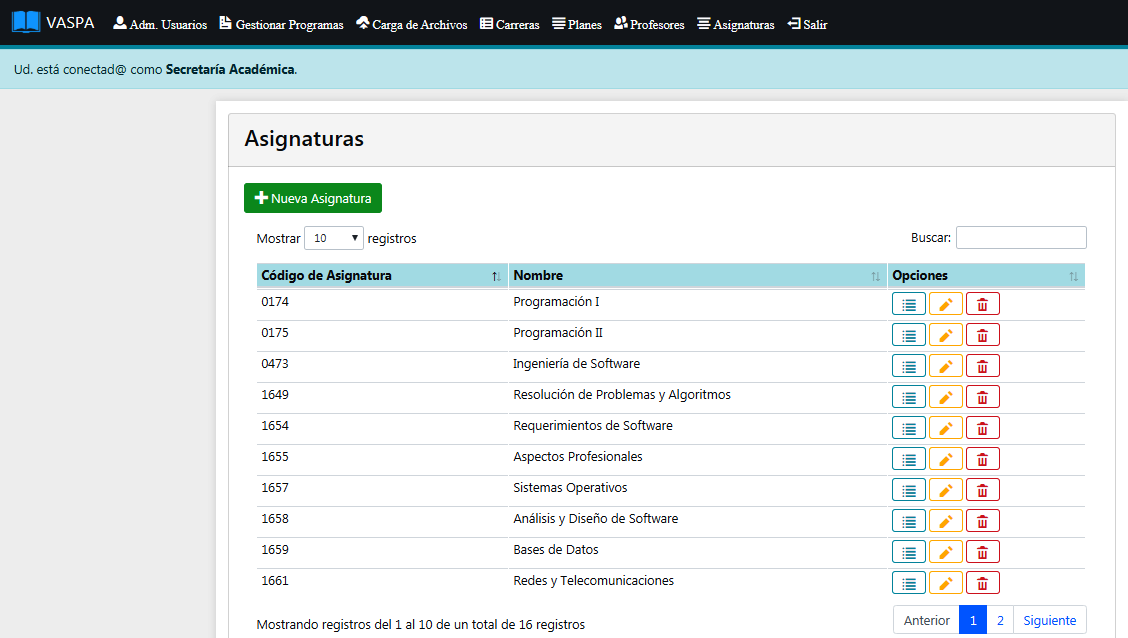 VASPA Adm. Usuarios Gestionar Programas Carga de Archivos Carreras Planes Profesores Asignaturas Salir
Ud. está conectad@ como Secretaría Académica.
Asignaturas
Nueva Asignatura
Mostrar 10 registros Buscar:
Código de Asignatura Nombre Opciones
0174 Programación I
0175 Programación II
0473 Ingeniería de Software
1649 Resolución de Problemas y Algoritmos
1654 Requerimientos de Software
1655 Aspectos Profesionales
1657 Sistemas Operativos
1658 Análisis y Diseño de Software
1659 Bases de Datos
1661 Redes y Telecomunicaciones
Mostrando registros del 1 al 10 de un total de 16 registros Anterior 1 2 Siguiente